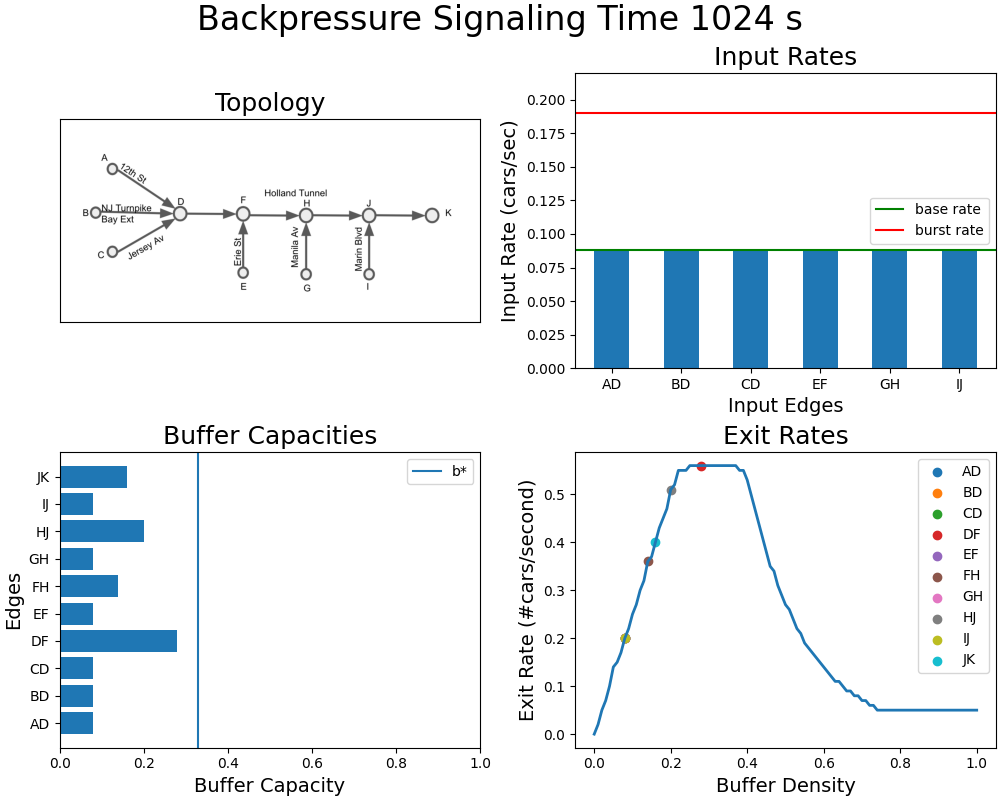 Backpressure Signaling Time 1024 s
Topology
A
12th St
B
NJ Turnpike
Bay Ext
C
Jersey Av
D
F
Holland Tunnel
H
J
K
Erie St
Manila Av
Marin Blvd
E
G
I
Input Rates
Input Rate (cars/sec)
0.200
0.175
0.150
0.125
0.100
0.075
0.050
0.025
0.000
base rate
burst rate
AD BD CD EF GH IJ
Input Edges
Buffer Capacities
Edges
JK
IJ
HJ
GH
FH
EF
DF
CD
BD
AD
b*
0.0 0.2 0.4 0.6 0.8 1.0
Buffer Capacity
Exit Rates
Exit Rate (#cars/second)
0.5
0.4
0.3
0.2
0.1
0.0
AD
BD
CD
DF
EF
FH
GH
HJ
IJ
JK
0.0 0.2 0.4 0.6 0.8 1.0
Buffer Density